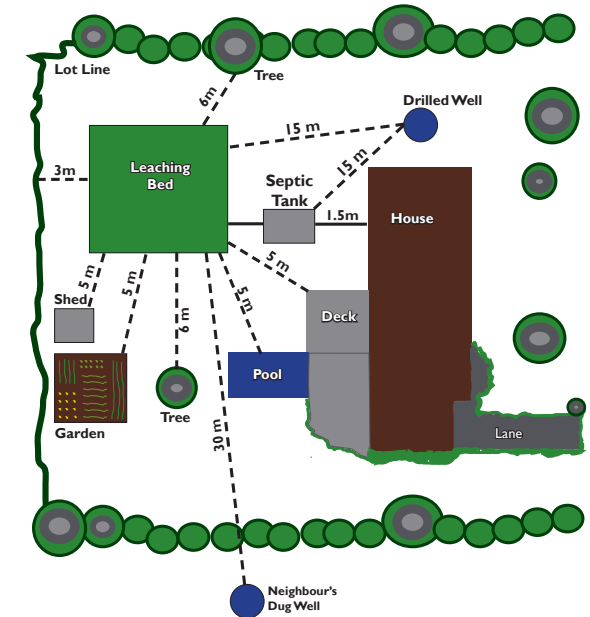 Lot Line
Tree
6m
Drilled Well
15 m
15 m
3m
Leaching
Bed
Septic
Tank
1.5m
House
5 m
5 m
6 m
5 m
5 m
Shed
Deck
Pool
Garden
Tree
30 m
Lane
Neighbour's
Dug Well